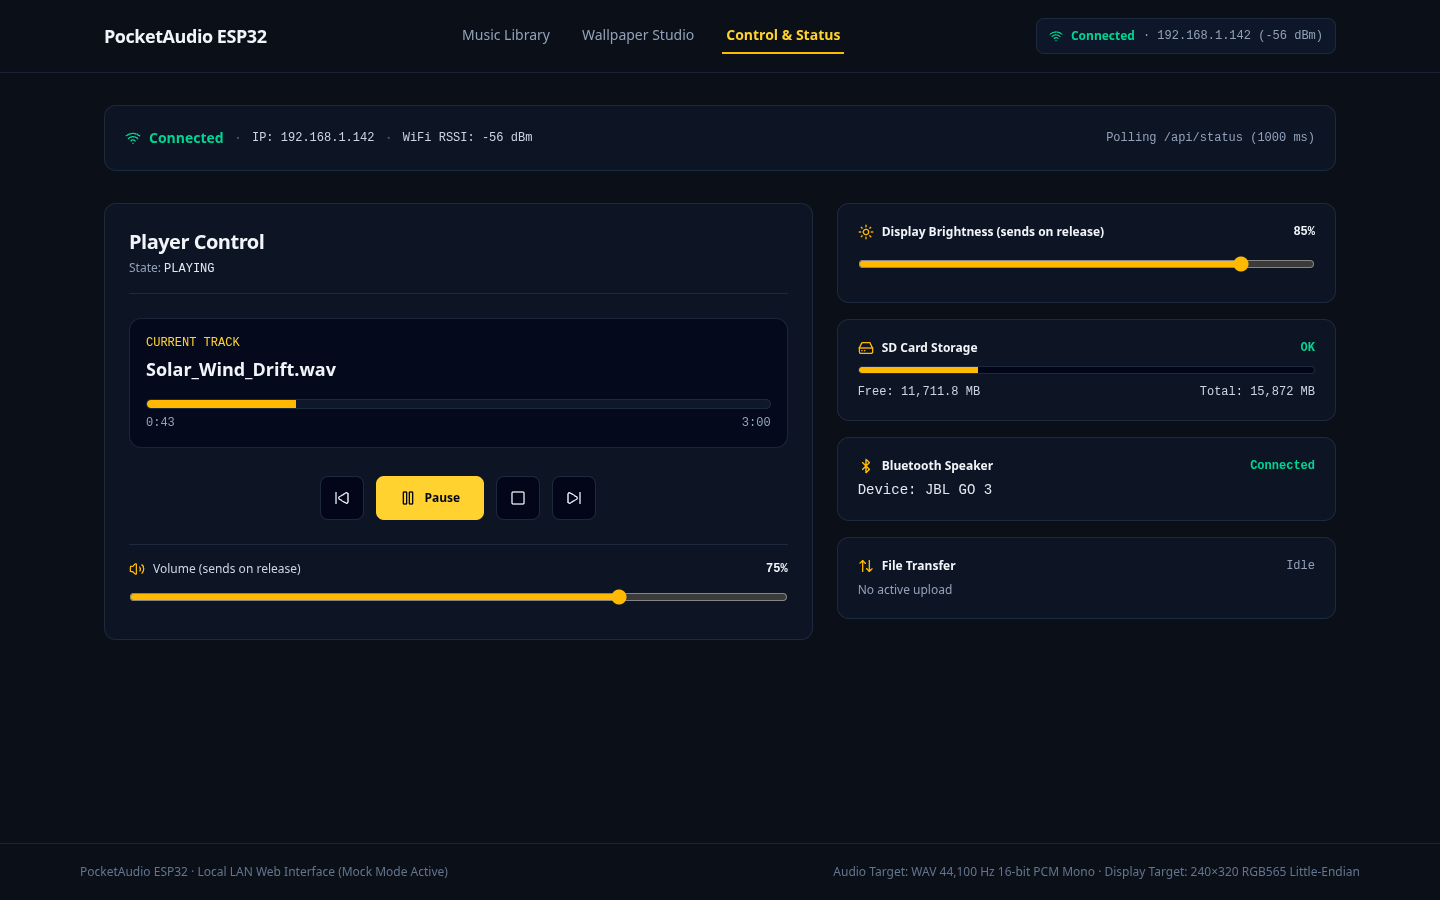 PocketAudio ESP32
Music Library
Wallpaper Studio
Control & Status
Connected · 192.168.1.142 (-56 dBm)
Connected · IP: 192.168.1.142 · WiFi RSSI: -56 dBm
Polling /api/status (1000 ms)
Player Control
State: PLAYING
CURRENT TRACK
Solar_Wind_Drift.wav
0:43
3:00
Pause
Volume (sends on release)
75%
Display Brightness (sends on release)
85%
SD Card Storage
OK
Free: 11,711.8 MB
Total: 15,872 MB
Bluetooth Speaker
Connected
Device: JBL GO 3
File Transfer
Idle
No active upload
PocketAudio ESP32 · Local LAN Web Interface (Mock Mode Active)
Audio Target: WAV 44,100 Hz 16-bit PCM Mono · Display Target: 240×320 RGB565 Little-Endian